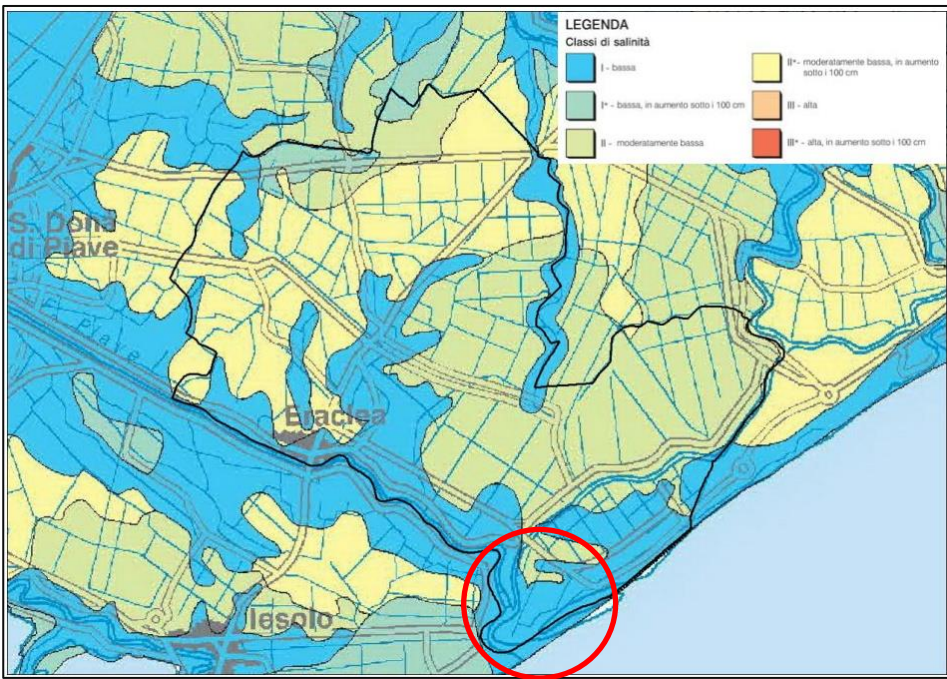 LEGENDA
Classi di salinità
I - bassa
I* - bassa, in aumento sotto i 100 cm
II - moderatamente bassa
II* - moderatamente bassa, in aumento
sotto i 100 cm
III - alta
III* - alta, in aumento sotto i 100 cm
S. Donà
di Piave
Piave
Eraclea
Iesolo